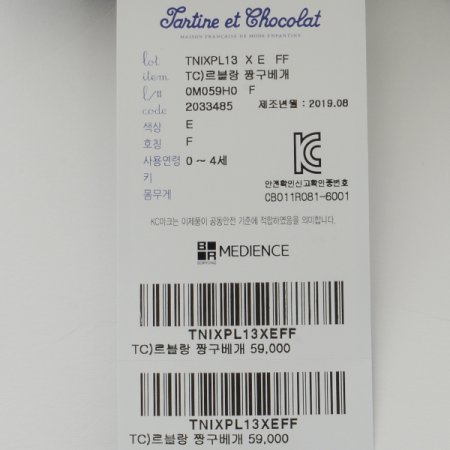 Tartine et Chocolat
MAISON FRANCAISE DE MODE ENFANTINE
lot TNIXPL13 X E FF
item TC)르블랑 짱구베개
l/# 0M059H0 F
code 2033485 제조년월 : 2019.08
색상 E
호칭 F
사용연령 0 ~ 4세
키
몸무게
안전확인신고확인증번호
CB011R081-6001
KC마크는 이제품이 공통안전 기준에 적합하였음을 의미합니다.
BR MEDIENCE
TNIXPL13XEFF
TC)르블랑 짱구베개 59,000
TNIXPL13XEFF
TC)르블랑 짱구베개 59,000